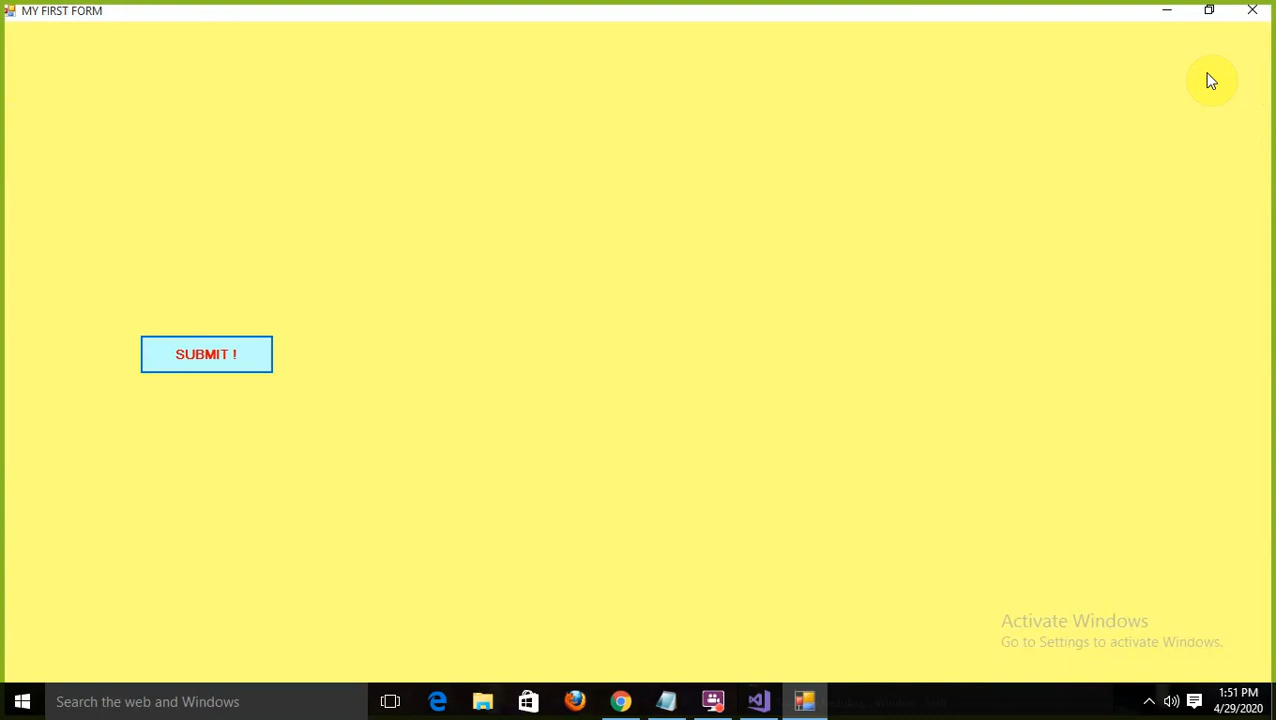 MY FIRST FORM
SUBMIT !
Activate Windows
Go to Settings to activate Windows.
Search the web and Windows
1:51 PM
4/29/2020